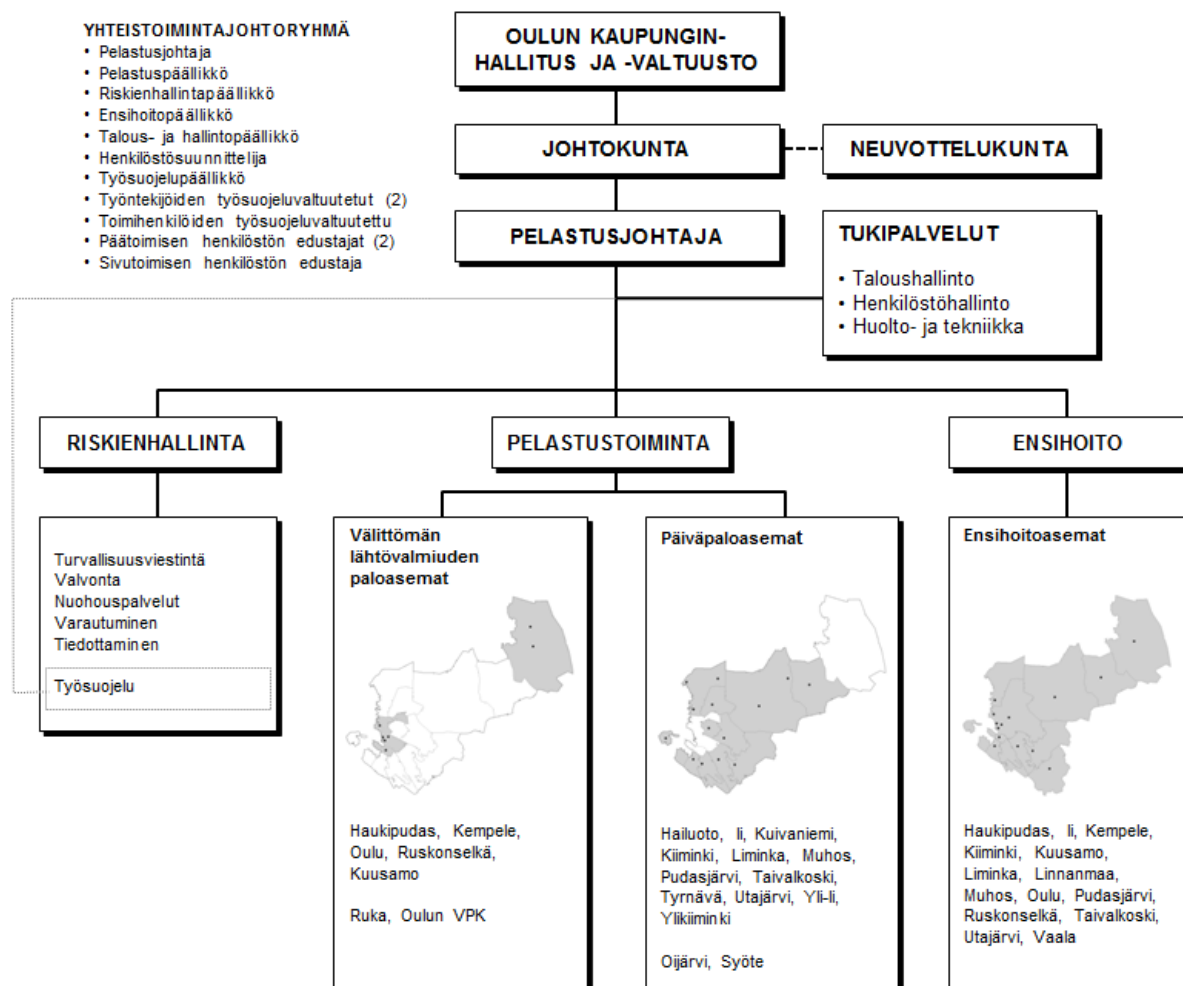 YHTEISTOIMINTAJOHTORYHMÄ
• Pelastusjohtaja
• Pelastuspäällikkö
• Riskienhallintapäällikkö
• Ensihoitopäällikkö
• Talous- ja hallintopäällikkö
• Henkilöstösuunnittelija
• Työsuojelupäällikkö
• Työntekijöiden työsuojeluvaltuutetut (2)
• Toimihenkilöiden työsuojeluvaltuutettu
• Päätoimisen henkilöstön edustajat (2)
• Sivutoimisen henkilöstön edustaja
OULUN KAUPUNGIN-
HALLITUS JA -VALTUUSTO
JOHTOKUNTA
NEUVOTTELUKUNTA
PELASTUSJOHTAJA
TUKIPALVELUT
• Taloushallinto
• Henkilöstöhallinto
• Huolto- ja tekniikka
RISKIENHALLINTA
PELASTUSTOIMINTA
ENSIHOITO
Turvallisuusviestintä
Valvonta
Nuohouspalvelut
Varautuminen
Tiedottaminen
Työsuojelu
Välittömän
lähtövalmiuden
paloasemat
Haukipudas, Kempele,
Oulu, Ruskonselkä,
Kuusamo
Ruka, Oulun VPK
Päiväpaloasemat
Hailuoto, Ii, Kuivaniemi,
Kiiminki, Liminka, Muhos,
Pudasjärvi, Taivalkoski,
Tyrnävä, Utajärvi, Yli-Ii,
Ylikiiminki
Oijärvi, Syöte
Ensihoitoasemat
Haukipudas, Ii, Kempele,
Kiiminki, Kuusamo,
Liminka, Linnanmaa,
Muhos, Oulu, Pudasjärvi,
Ruskonselkä, Taivalkoski,
Utajärvi, Vaala